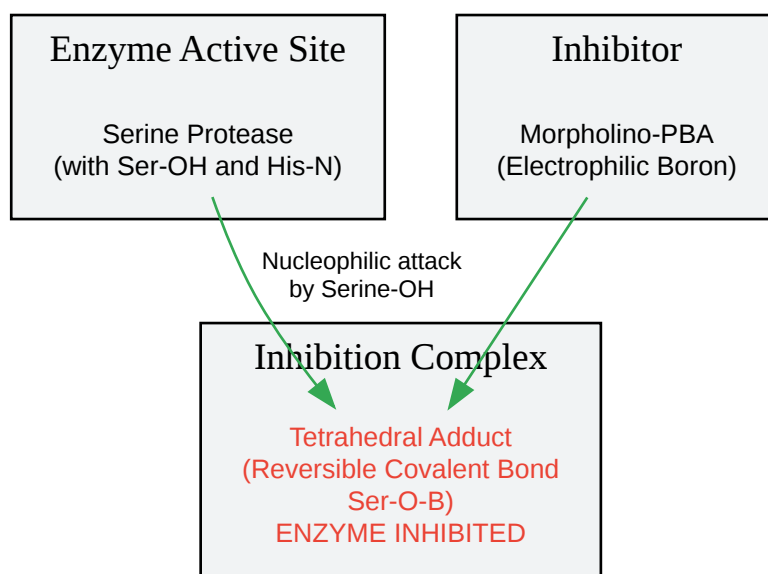 Enzyme Active Site
Serine Protease
(with Ser-OH and His-N)
Inhibitor
Morpholino-PBA
(Electrophilic Boron)
Nucleophilic attack
by Serine-OH
Inhibition Complex
Tetrahedral Adduct
(Reversible Covalent Bond
Ser-O-B)
ENZYME INHIBITED